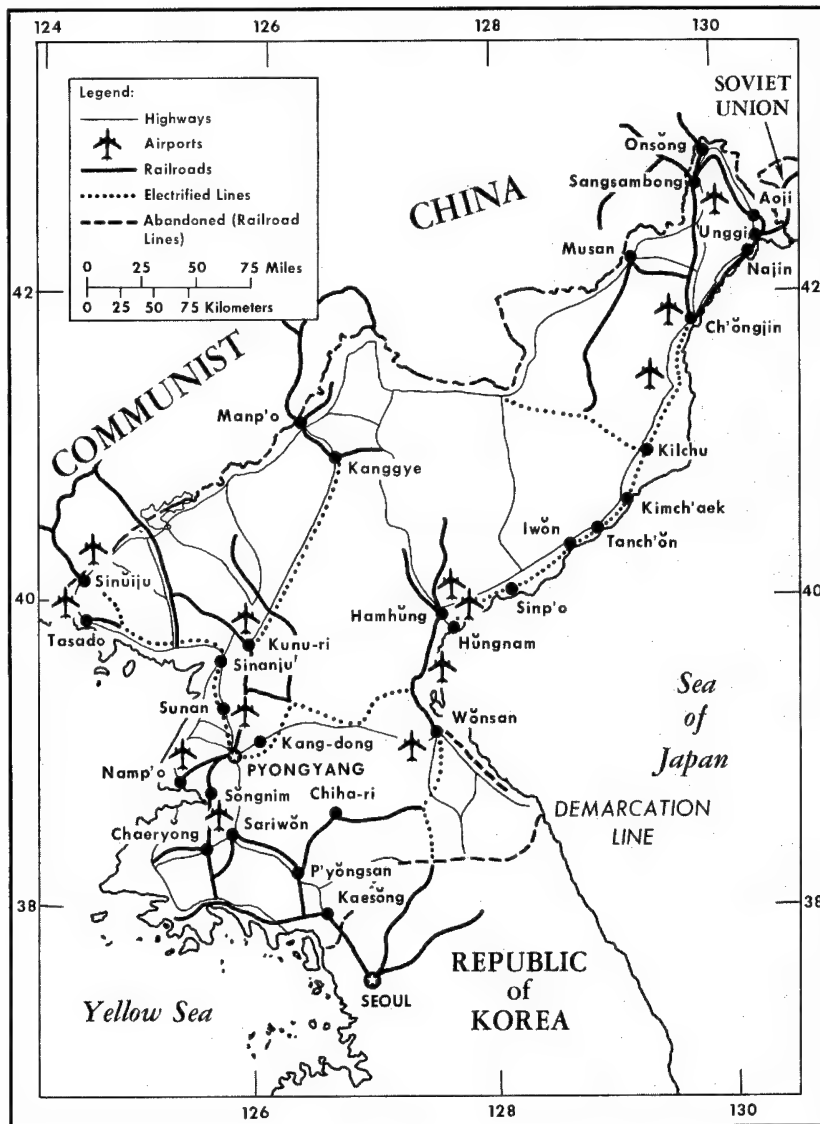 124
126
128
130
Legend:
Highways
Airports
Railroads
Electrified Lines
Abandoned (Railroad
Lines)
0 25 50 75 Miles
0 25 50 75 Kilometers
SOVIET
UNION
Onsŏng
Sangsambong
Aoji
CHINA
Unggi
Musan
Najin
42
42
Ch'ŏngjin
COMMUNIST
Manp'o
Kilchu
Kanggye
Kimch'aek
Iwŏn
Tanch'ŏn
Sinŭiju
40
40
Sinp'o
Hamhŭng
Tasado
Kunu-ri
Hŭngnam
Sinanju
Sea
of
Japan
Sunan
Wŏnsan
Kang-dong
Namp'o
PYONGYANG
Songnim
Chiha-ri
DEMARCATION
LINE
Chaeryong
Sariwŏn
P'yŏngsan
Kaesŏng
38
38
REPUBLIC
of
KOREA
Yellow Sea
SEOUL
126
128
130